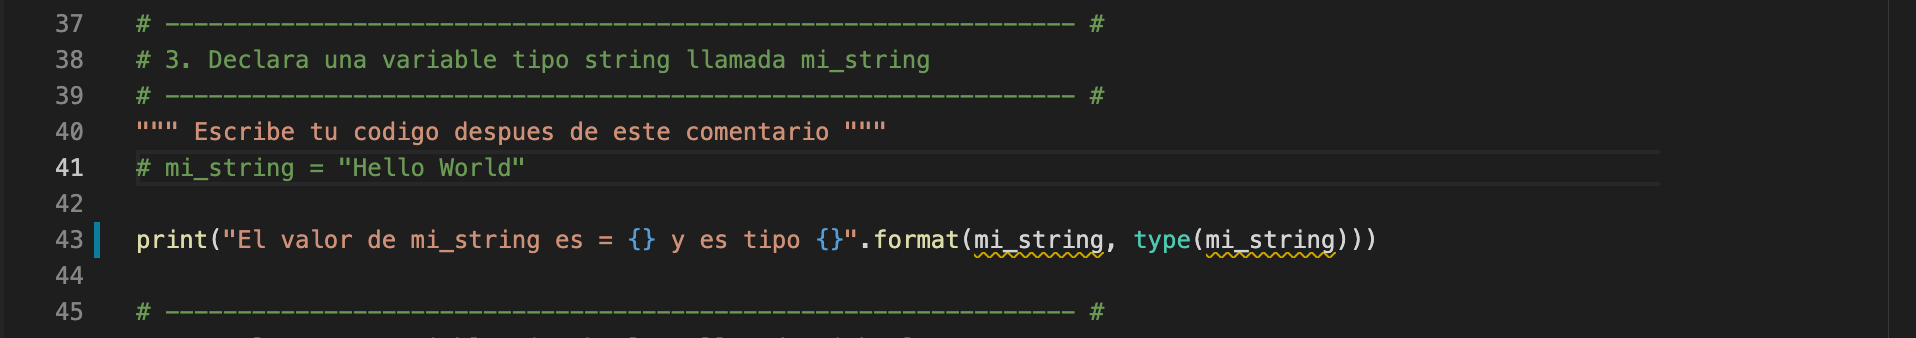 37 # --------------------------------------------------------------- #
38 # 3. Declara una variable tipo string llamada mi_string
39 # --------------------------------------------------------------- #
40 """ Escribe tu codigo despues de este comentario """
41 # mi_string = "Hello World"
42
43 print("El valor de mi_string es = {} y es tipo {}".format(mi_string, type(mi_string)))
44
45 # --------------------------------------------------------------- #